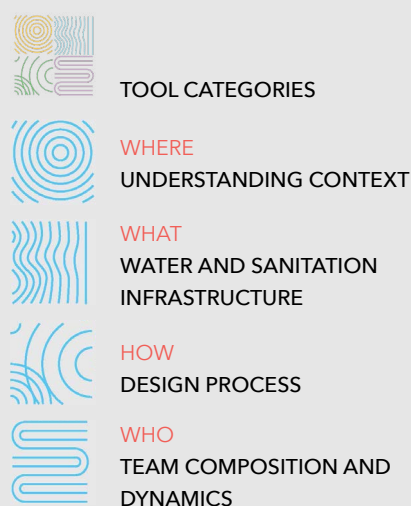 TOOL CATEGORIES
WHERE
UNDERSTANDING CONTEXT
WHAT
WATER AND SANITATION
INFRASTRUCTURE
HOW
DESIGN PROCESS
WHO
TEAM COMPOSITION AND
DYNAMICS